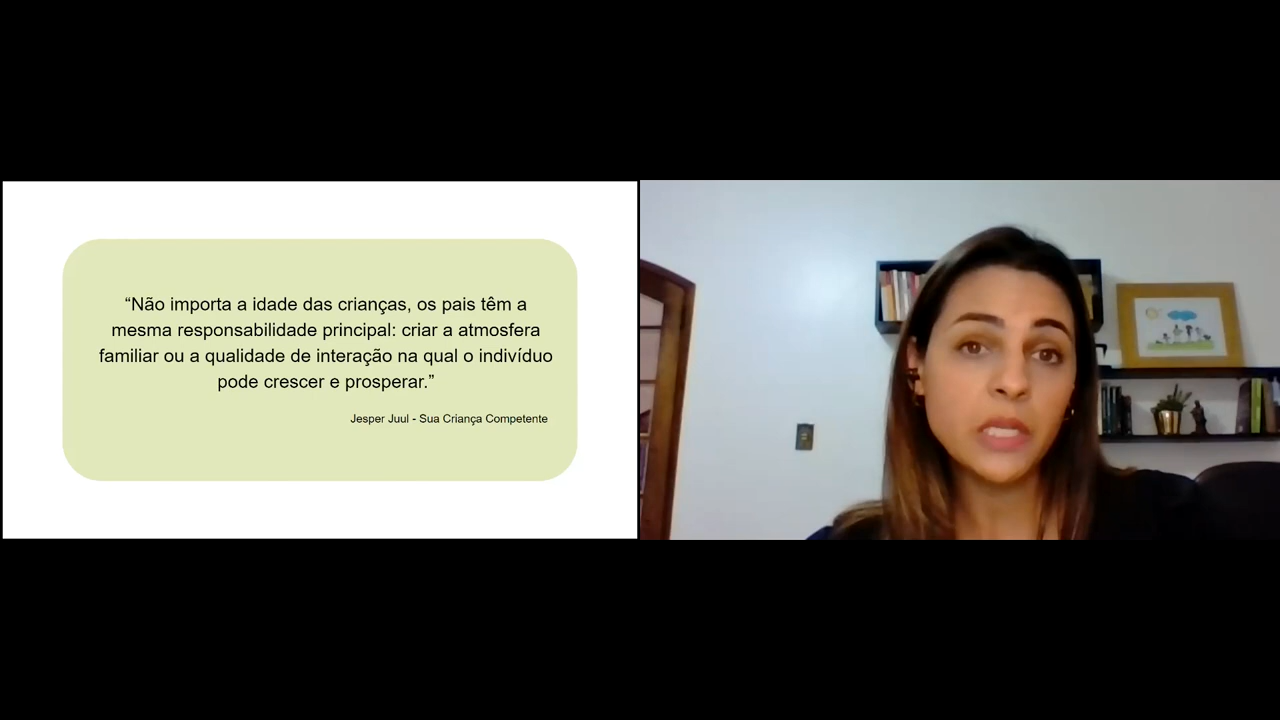 “Não importa a idade das crianças, os pais têm a
mesma responsabilidade principal: criar a atmosfera
familiar ou a qualidade de interação na qual o indivíduo
pode crescer e prosperar.”
Jesper Juul - Sua Criança Competente